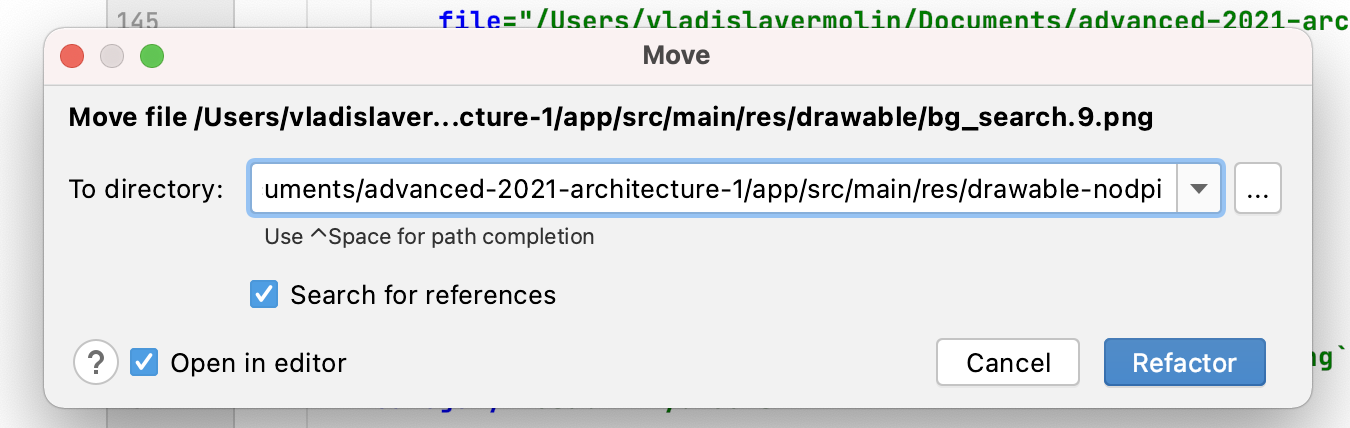 145
file="/Users/vladislavermolin/Documents/advanced-2021-arc
Move
Move file /Users/vladislaver...cture-1/app/src/main/res/drawable/bg_search.9.png
To directory: uments/advanced-2021-architecture-1/app/src/main/res/drawable-nodpi ...
Use ^Space for path completion
Search for references
ng`
? Open in editor Cancel Refactor